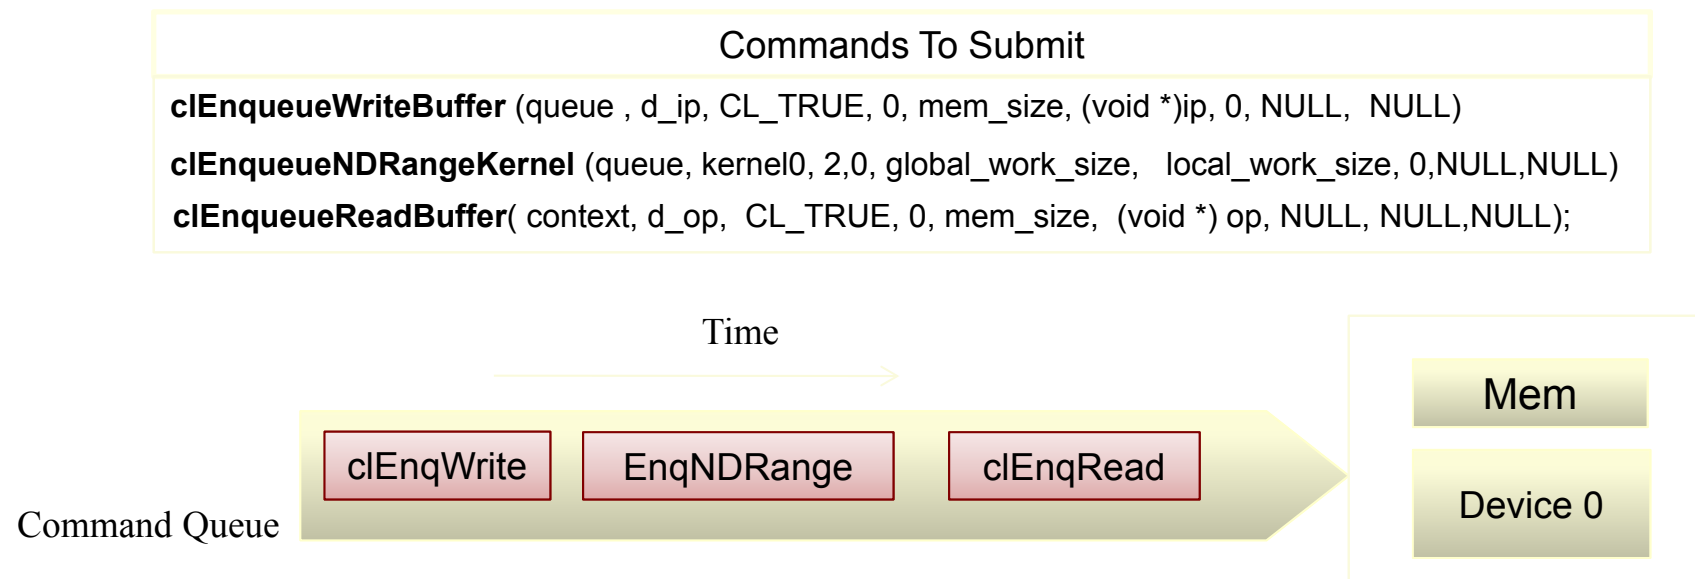 Commands To Submit
clEnqueueWriteBuffer (queue , d_ip, CL_TRUE, 0, mem_size, (void *)ip, 0, NULL, NULL)
clEnqueueNDRangeKernel (queue, kernel0, 2,0, global_work_size, local_work_size, 0,NULL,NULL)
clEnqueueReadBuffer( context, d_op, CL_TRUE, 0, mem_size, (void *) op, NULL, NULL,NULL);
Time
Mem
clEnqWrite
EnqNDRange
clEnqRead
Device 0
Command Queue